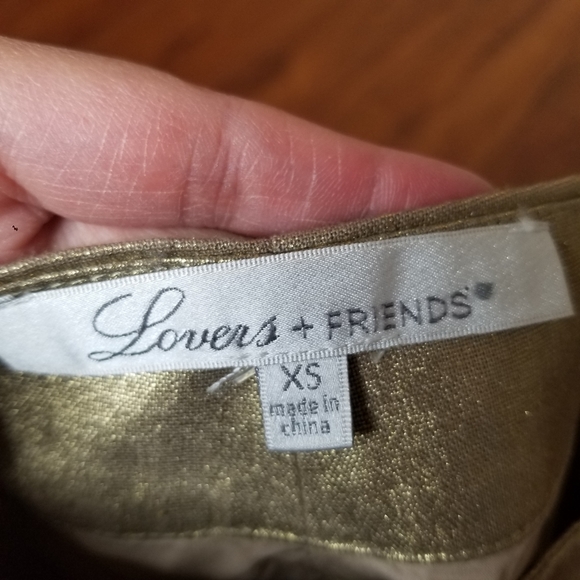 Lovers + FRIENDS
XS
made in
china